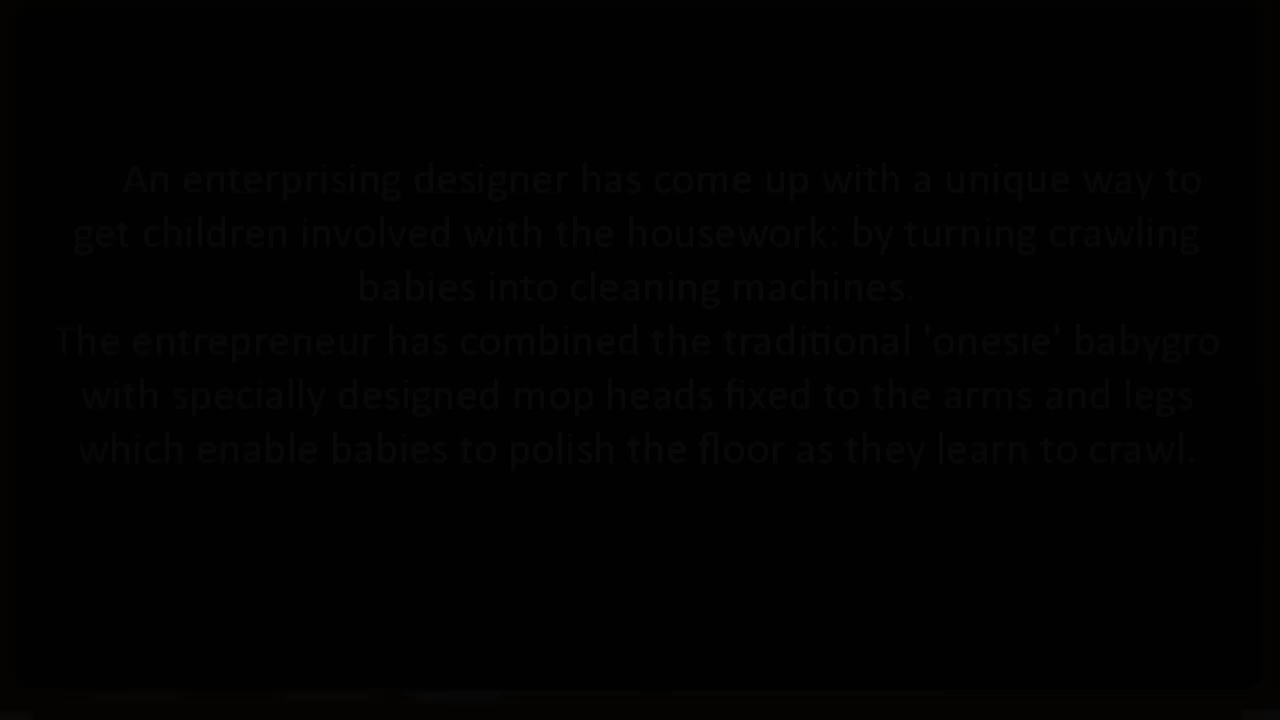 An enterprising designer has come up with a unique way to
get children involved with the housework: by turning crawling
babies into cleaning machines.
The entrepreneur has combined the traditional 'onesie' babygro
with specially designed mop heads fixed to the arms and legs
which enable babies to polish the floor as they learn to crawl.